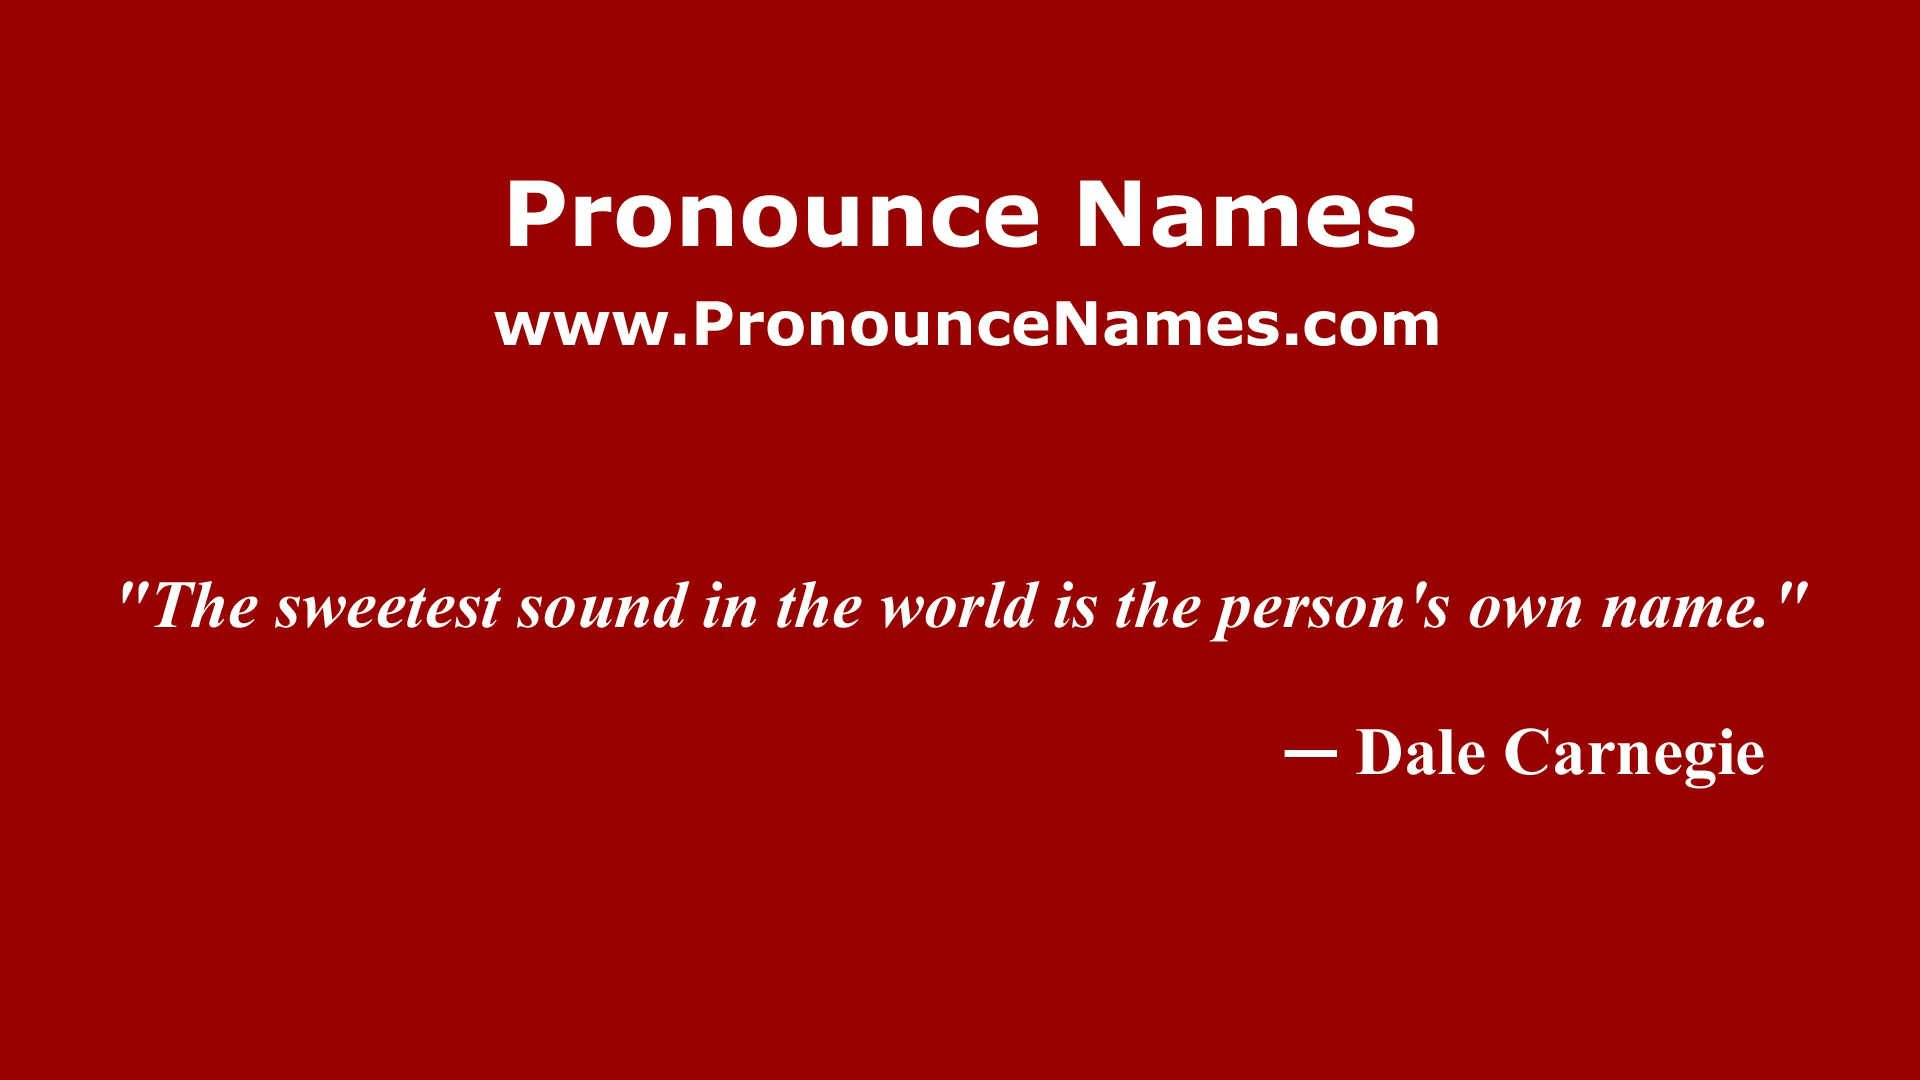 Pronounce Names
www.PronounceNames.com
"The sweetest sound in the world is the person's own name."
— Dale Carnegie